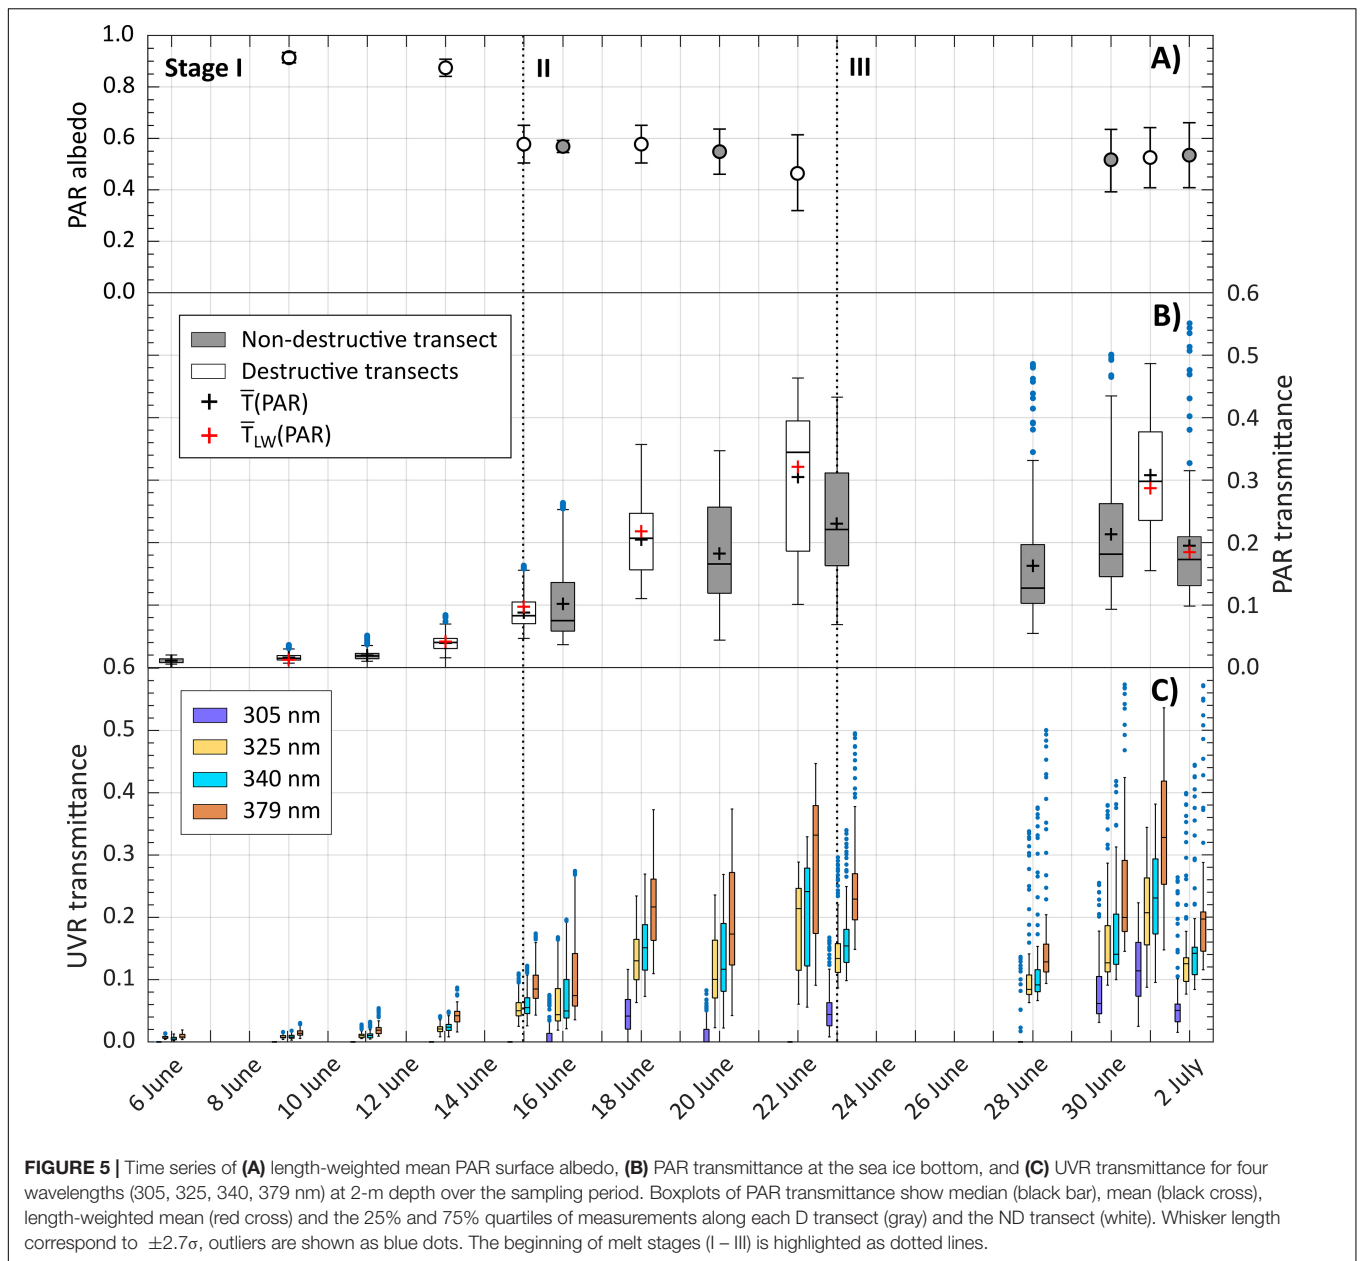 1.0
0.8
0.6
0.4
0.2
0.0
PAR albedo
Stage I
II
III
A)
Non-destructive transect
Destructive transects
T̅(PAR)
T̅LW(PAR)
B)
0.6
0.5
0.4
0.3
0.2
0.1
0.0
PAR transmittance
0.6
0.5
0.4
0.3
0.2
0.1
0.0
UVR transmittance
305 nm
325 nm
340 nm
379 nm
C)
6 June
8 June
10 June
12 June
14 June
16 June
18 June
20 June
22 June
24 June
26 June
28 June
30 June
2 July
FIGURE 5 | Time series of (A) length-weighted mean PAR surface albedo, (B) PAR transmittance at the sea ice bottom, and (C) UVR transmittance for four
wavelengths (305, 325, 340, 379 nm) at 2-m depth over the sampling period. Boxplots of PAR transmittance show median (black bar), mean (black cross),
length-weighted mean (red cross) and the 25% and 75% quartiles of measurements along each D transect (gray) and the ND transect (white). Whisker length
correspond to ±2.7σ, outliers are shown as blue dots. The beginning of melt stages (I – III) is highlighted as dotted lines.